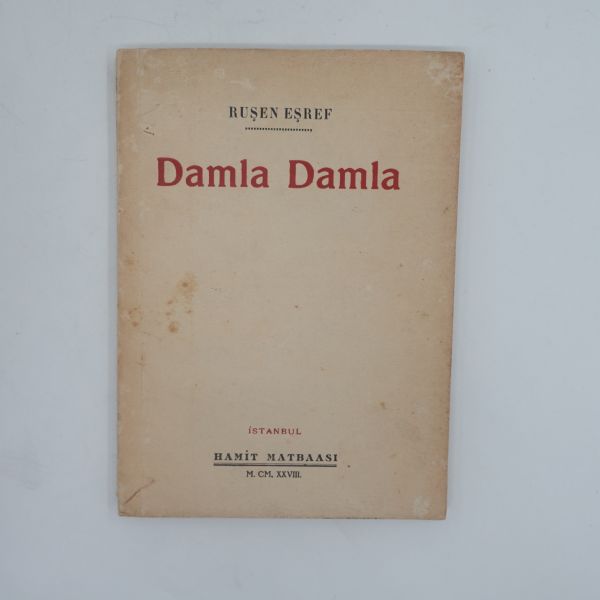 RUŞEN EŞREF
Damla Damla
İSTANBUL
HAMİT MATBAASI
M. CM. XXVIII.